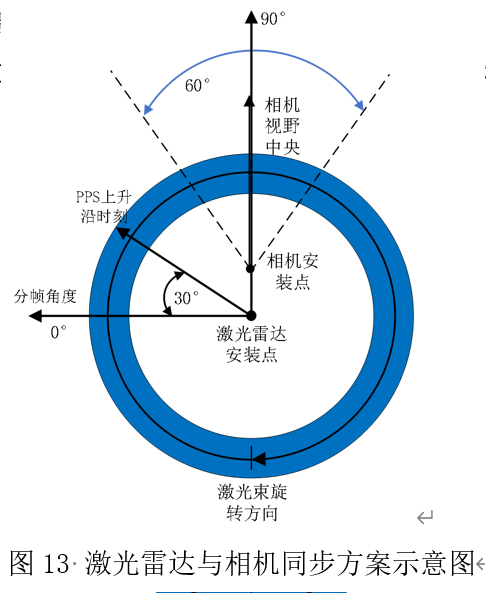 90°
60°
相机
视野
中央
PPS上升
沿时刻
相机安
装点
分帧角度
30°
0°
激光雷达
安装点
激光束旋
转方向
图 13 激光雷达与相机同步方案示意图